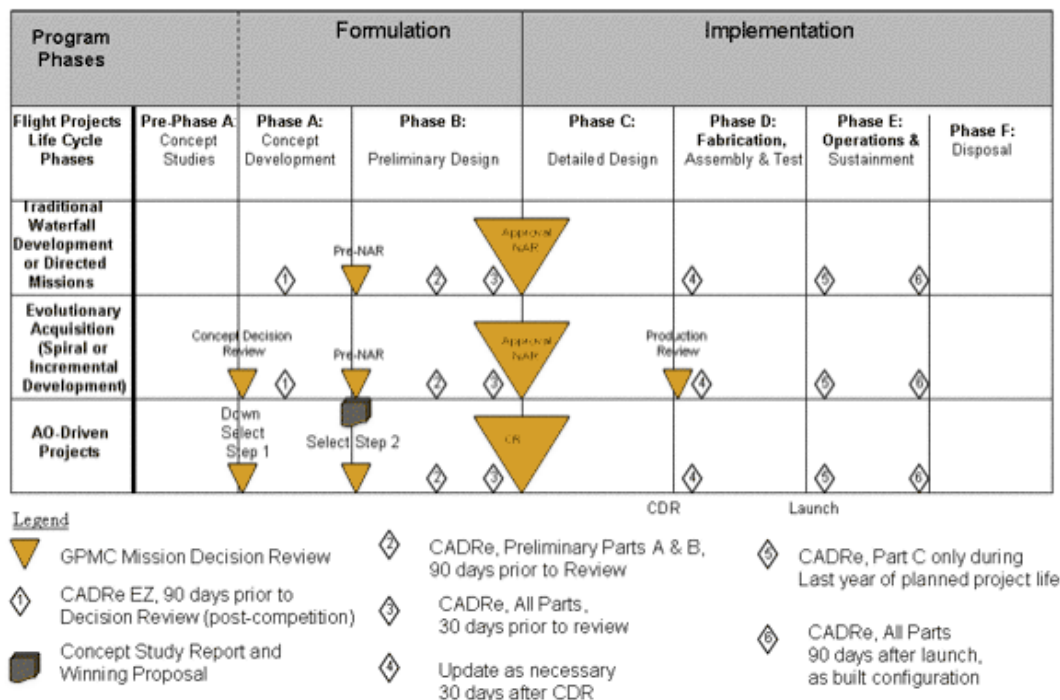 Program
Phases
Formulation
Implementation
Flight Projects
Life Cycle
Phases
Pre-Phase A:
Concept
Studies
Phase A:
Concept
Development
Phase B:
Preliminary Design
Phase C:
Detailed Design
Phase D:
Fabrication,
Assembly & Test
Phase E:
Operations &
Sustainment
Phase F:
Disposal
Traditional
Waterfall
Development
or Directed
Missions
Pre-NAR
Approval
NAR
1
2
3
4
5
6
Evolutionary
Acquisition
(Spiral or
Incremental
Development)
Concept Decision
Review
Pre-NAR
Approval
NAR
Production
Review
1
2
3
4
5
6
AO-Driven
Projects
Down
Select
Step 1
Select Step 2
2
3
4
5
6
CDR
Launch
Legend
GPMC Mission Decision Review
1
CADRe EZ, 90 days prior to
Decision Review (post-competition)
Concept Study Report and
Winning Proposal
2
CADRe, Preliminary Parts A & B,
90 days prior to Review
3
CADRe, All Parts,
30 days prior to review
4
Update as necessary
30 days after CDR
5
CADRe, Part C only during
Last year of planned project life
6
CADRe, All Parts
90 days after launch,
as built configuration